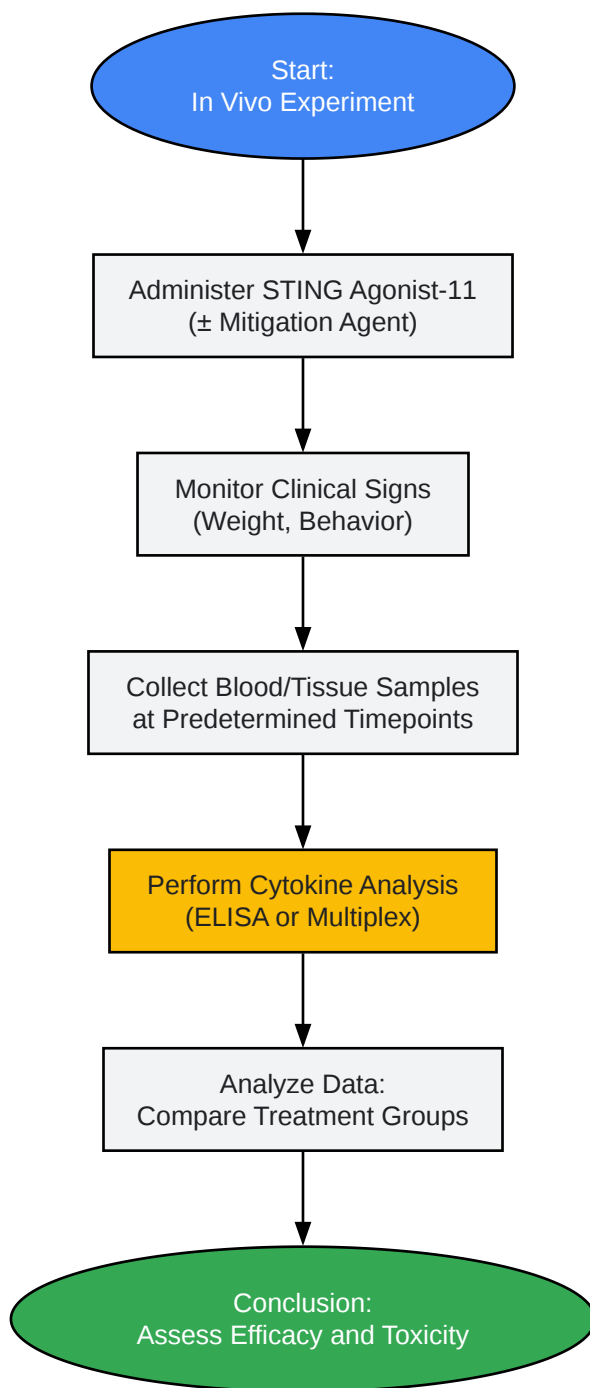 Start:
In Vivo Experiment
Administer STING Agonist-11
(± Mitigation Agent)
Monitor Clinical Signs
(Weight, Behavior)
Collect Blood/Tissue Samples
at Predetermined Timepoints
Perform Cytokine Analysis
(ELISA or Multiplex)
Analyze Data:
Compare Treatment Groups
Conclusion:
Assess Efficacy and Toxicity